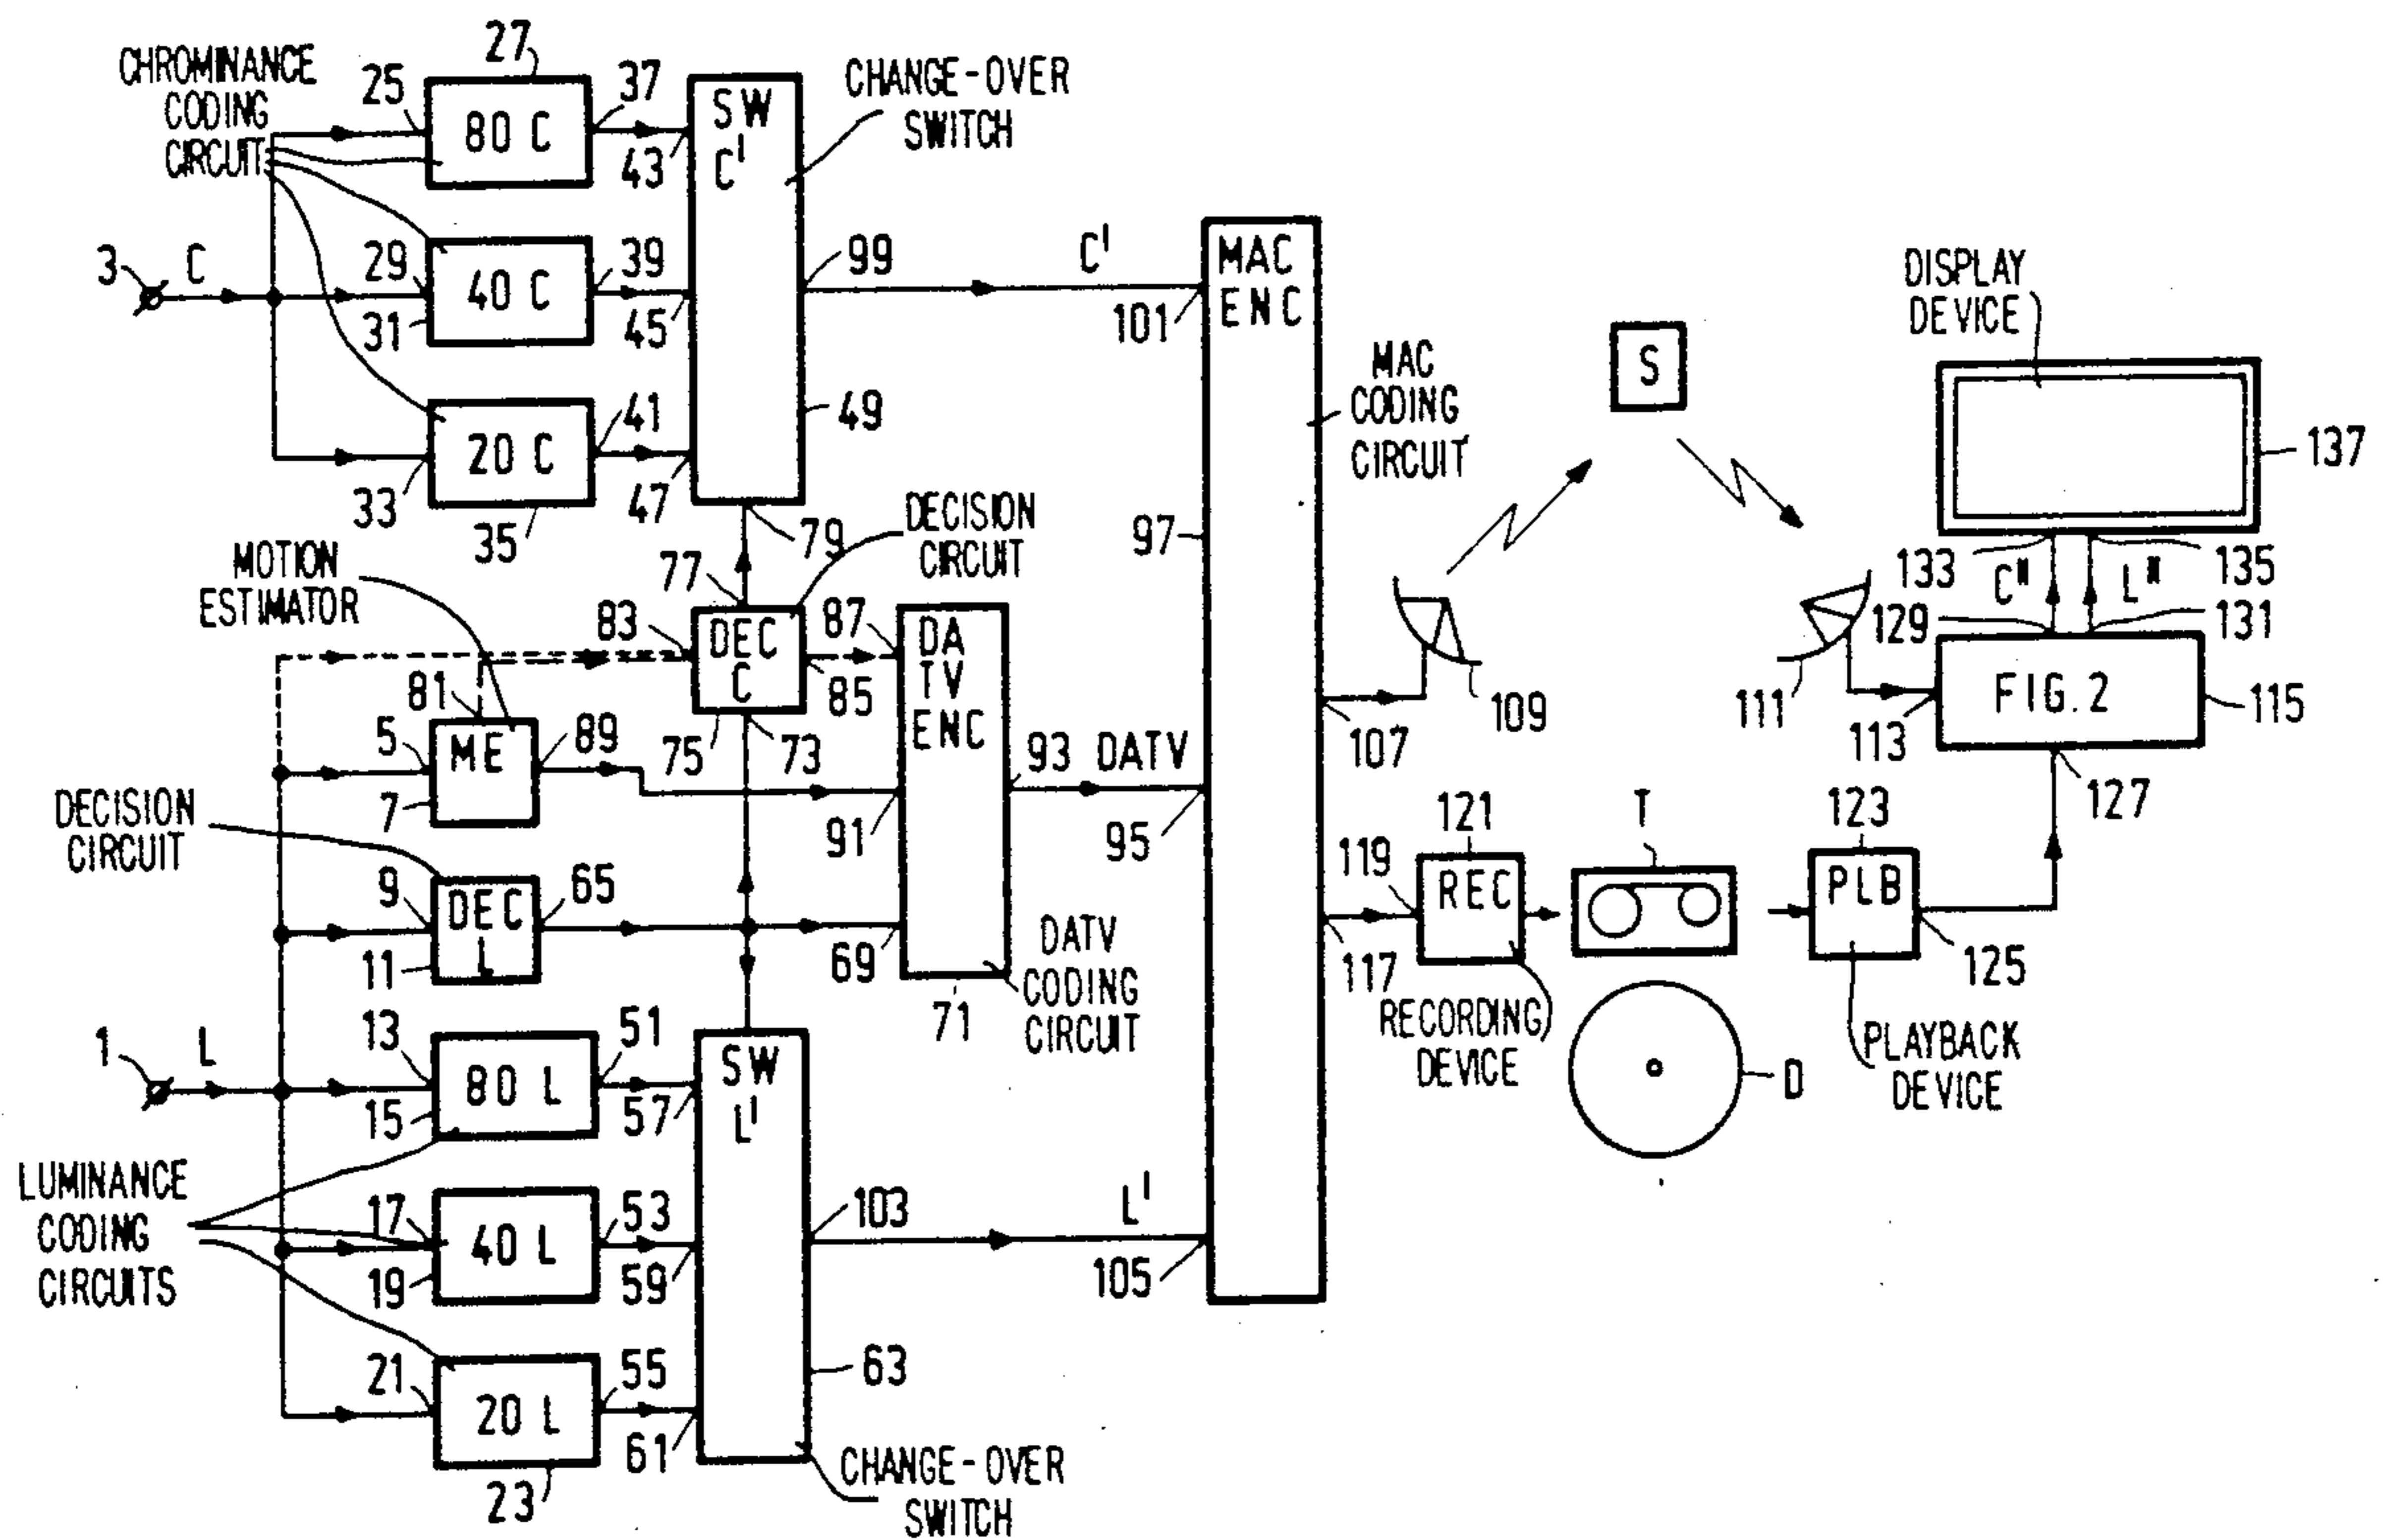 CHROMINANCE
CODING
CIRCUIT
25
27
80 C
37
43
SW
C'
CHANGE-OVER
SWITCH
3
C
29
31
40 C
39
45
99
C'
101
MAC
ENC
33
35
20 C
41
47
49
79
MAC
CODING
CIRCUIT
97
S
DISPLAY
DEVICE
137
MOTION
ESTIMATOR
DECISION
CIRCUIT
77
83
DEC
C
85
75
73
87
DA
TV
ENC
81
5
ME
7
89
91
93
DATV
95
107
109
111
113
FIG. 2
115
133
C"
L"
135
129
131
127
DECISION
CIRCUIT
9
DEC
L
11
65
69
71
DATV
CODING
CIRCUIT
117
119
121
REC
RECORDING
DEVICE
T
D
123
PLB
125
PLAYBACK
DEVICE
1
L
13
15
80 L
51
57
SW
L'
LUMINANCE
CODING
CIRCUITS
17
19
40 L
53
59
103
L'
105
21
23
20 L
55
61
63
CHANGE-OVER
SWITCH